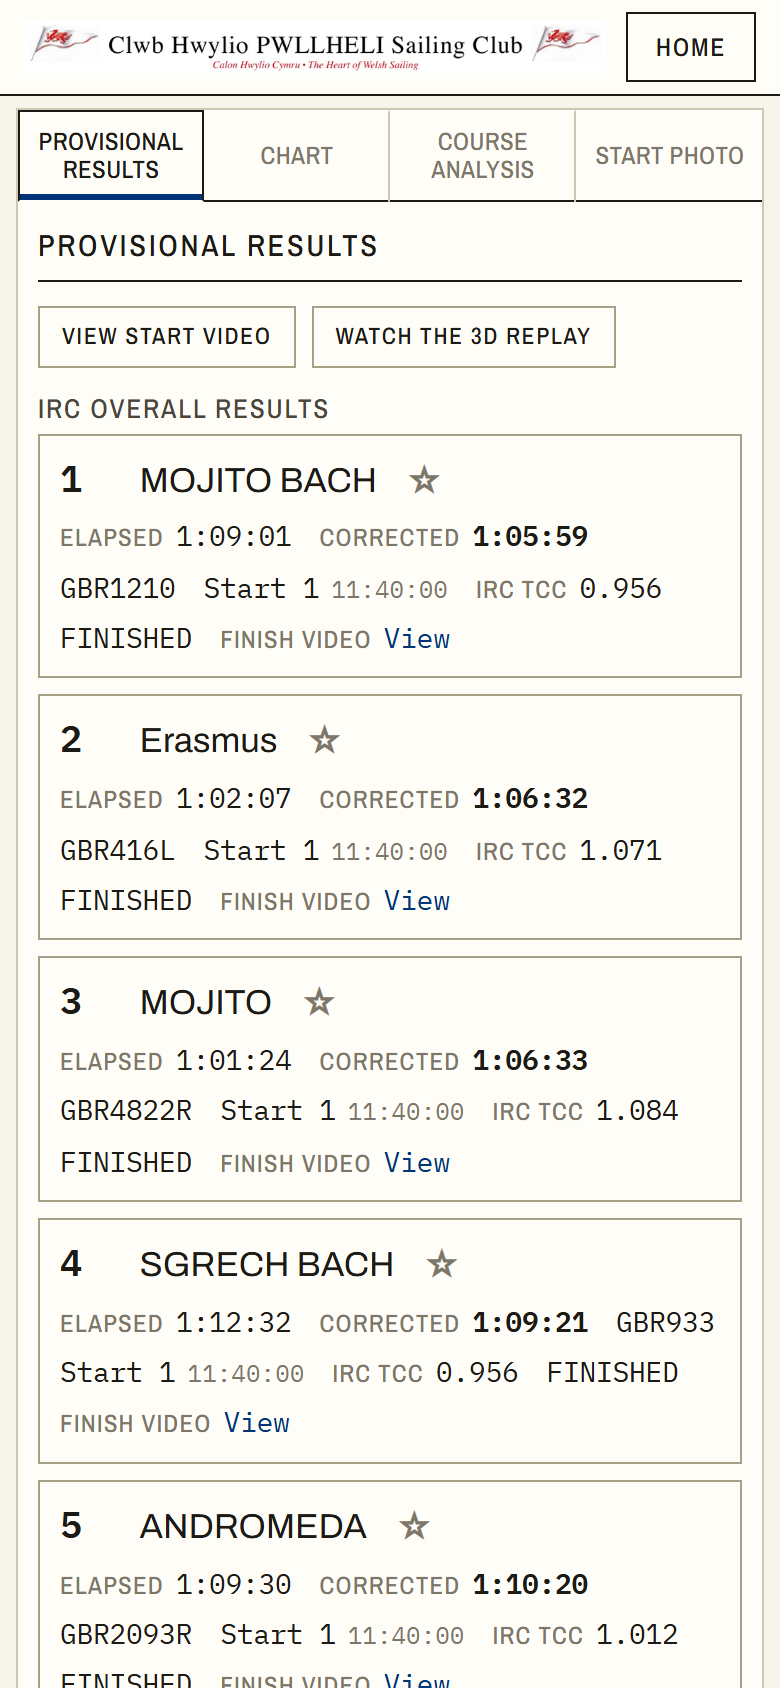 Clwb Hwylio PWLLHELI Sailing Club
Calon Hwylio Cymru • The Heart of Welsh Sailing
HOME
PROVISIONAL RESULTS
CHART
COURSE ANALYSIS
START PHOTO
PROVISIONAL RESULTS
VIEW START VIDEO
WATCH THE 3D REPLAY
IRC OVERALL RESULTS
1 MOJITO BACH ☆
ELAPSED 1:09:01 CORRECTED 1:05:59
GBR1210 Start 1 11:40:00 IRC TCC 0.956
FINISHED FINISH VIDEO View
2 Erasmus ☆
ELAPSED 1:02:07 CORRECTED 1:06:32
GBR416L Start 1 11:40:00 IRC TCC 1.071
FINISHED FINISH VIDEO View
3 MOJITO ☆
ELAPSED 1:01:24 CORRECTED 1:06:33
GBR4822R Start 1 11:40:00 IRC TCC 1.084
FINISHED FINISH VIDEO View
4 SGRECH BACH ☆
ELAPSED 1:12:32 CORRECTED 1:09:21 GBR933
Start 1 11:40:00 IRC TCC 0.956 FINISHED
FINISH VIDEO View
5 ANDROMEDA ☆
ELAPSED 1:09:30 CORRECTED 1:10:20
GBR2093R Start 1 11:40:00 IRC TCC 1.012
FINISHED FINISH VIDEO View